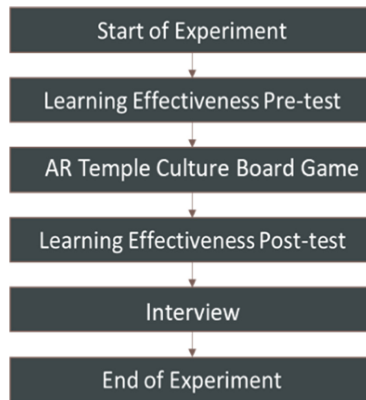 Start of Experiment
Learning Effectiveness Pre-test
AR Temple Culture Board Game
Learning Effectiveness Post-test
Interview
End of Experiment